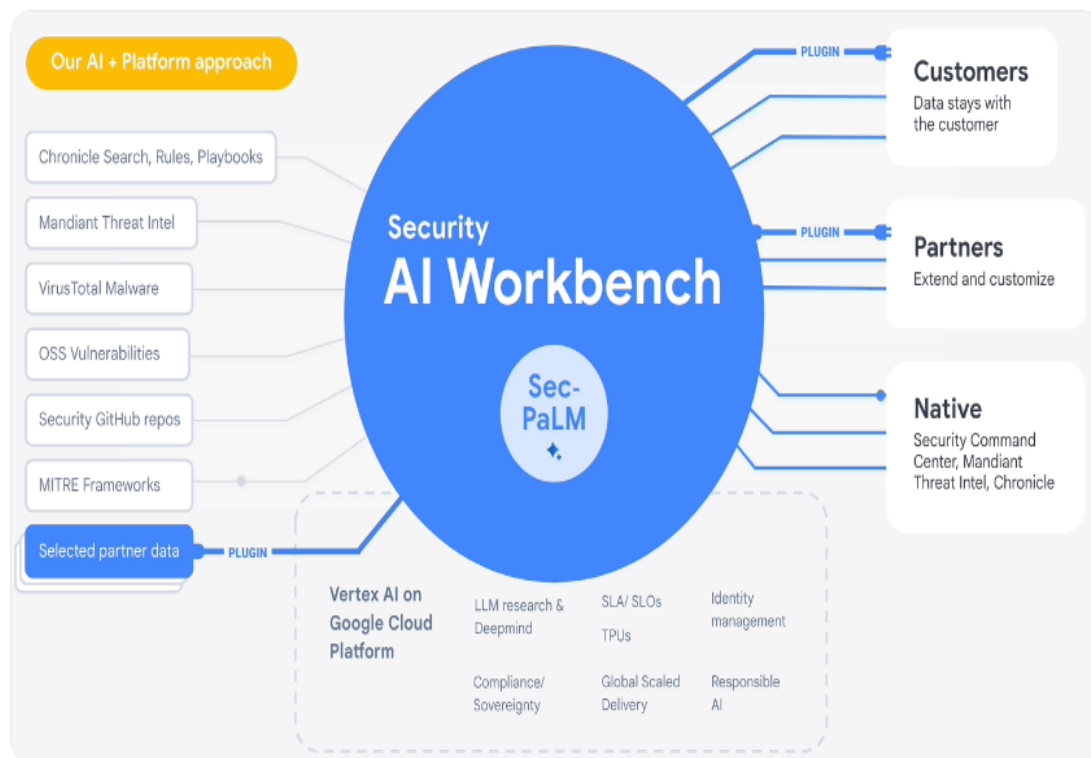 Our AI + Platform approach
Chronicle Search, Rules, Playbooks
Mandiant Threat Intel
VirusTotal Malware
OSS Vulnerabilities
Security GitHub repos
MITRE Frameworks
Selected partner data
PLUGIN
Security
AI Workbench
Sec-
PaLM
PLUGIN
Customers
Data stays with
the customer
PLUGIN
Partners
Extend and customize
Native
Security Command
Center, Mandiant
Threat Intel, Chronicle
Vertex AI on
Google Cloud
Platform
LLM research &
Deepmind
SLA/ SLOs
TPUs
Identity
management
Compliance/
Sovereignty
Global Scaled
Delivery
Responsible
AI